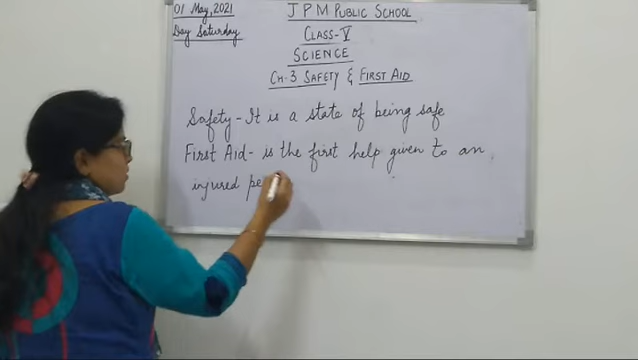 01 May, 2021
Day Saturday
J P M PUBLIC SCHOOL
CLASS-V
SCIENCE
CH-3 SAFETY & FIRST AID
Safety - It is a state of being safe
First Aid - is the first help given to an
injured pe